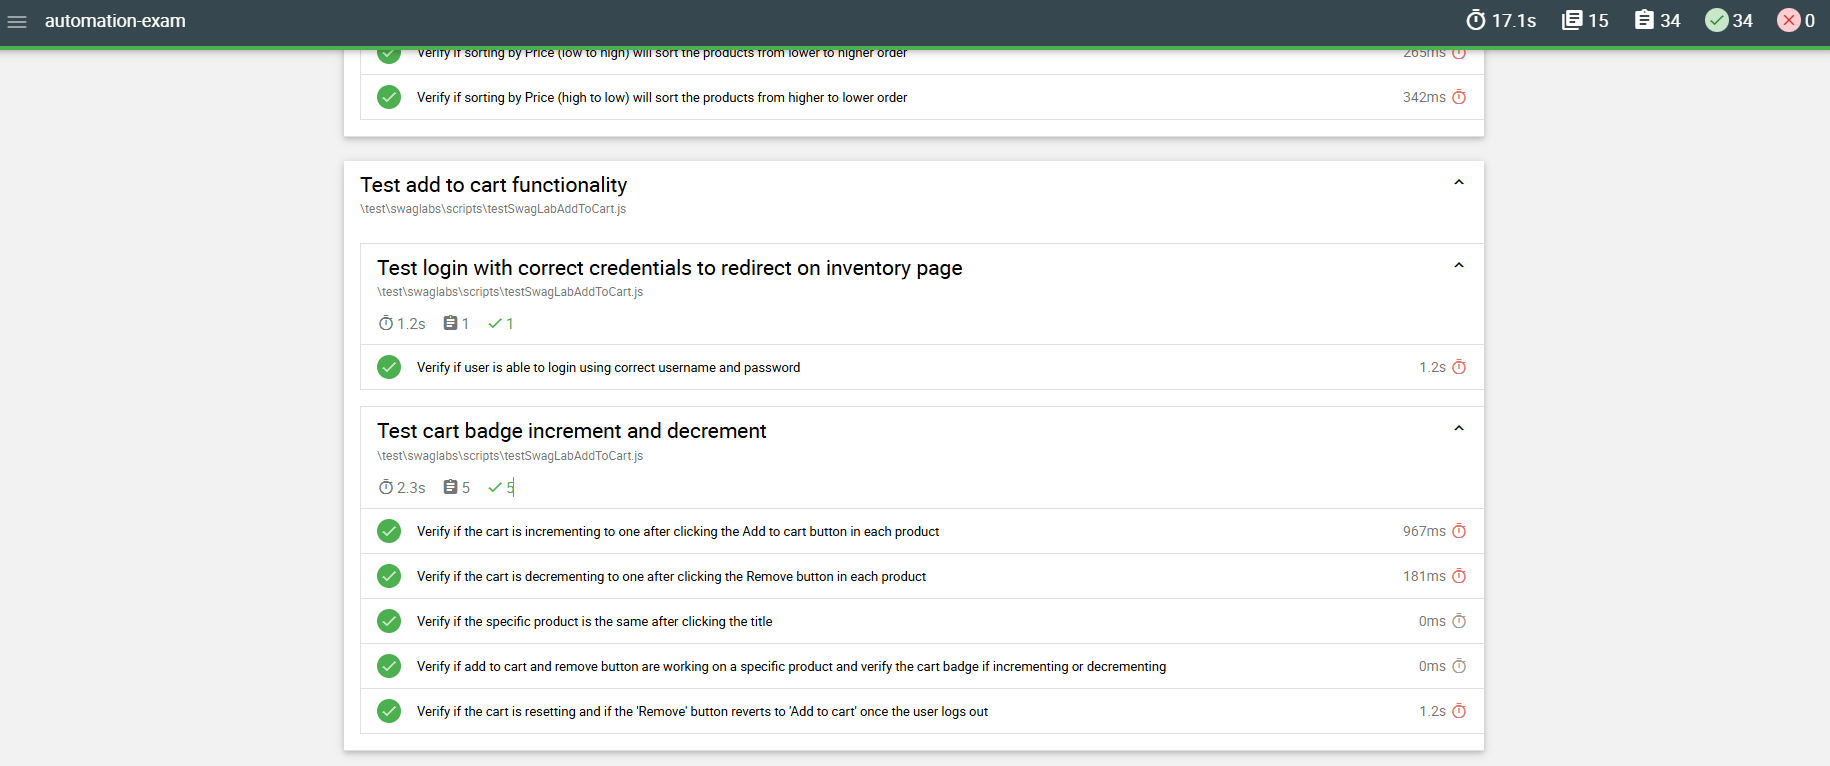 automation-exam 17.1s 15 34 34 0
Verify if sorting by Price (low to high) will sort the products from lower to higher order 265ms
Verify if sorting by Price (high to low) will sort the products from higher to lower order 342ms
Test add to cart functionality
\test\swaglabs\scripts\testSwagLabAddToCart.js
Test login with correct credentials to redirect on inventory page
\test\swaglabs\scripts\testSwagLabAddToCart.js
1.2s 1 1
Verify if user is able to login using correct username and password 1.2s
Test cart badge increment and decrement
\test\swaglabs\scripts\testSwagLabAddToCart.js
2.3s 5 5
Verify if the cart is incrementing to one after clicking the Add to cart button in each product 967ms
Verify if the cart is decrementing to one after clicking the Remove button in each product 181ms
Verify if the specific product is the same after clicking the title 0ms
Verify if add to cart and remove button are working on a specific product and verify the cart badge if incrementing or decrementing 0ms
Verify if the cart is resetting and if the 'Remove' button reverts to 'Add to cart' once the user logs out 1.2s